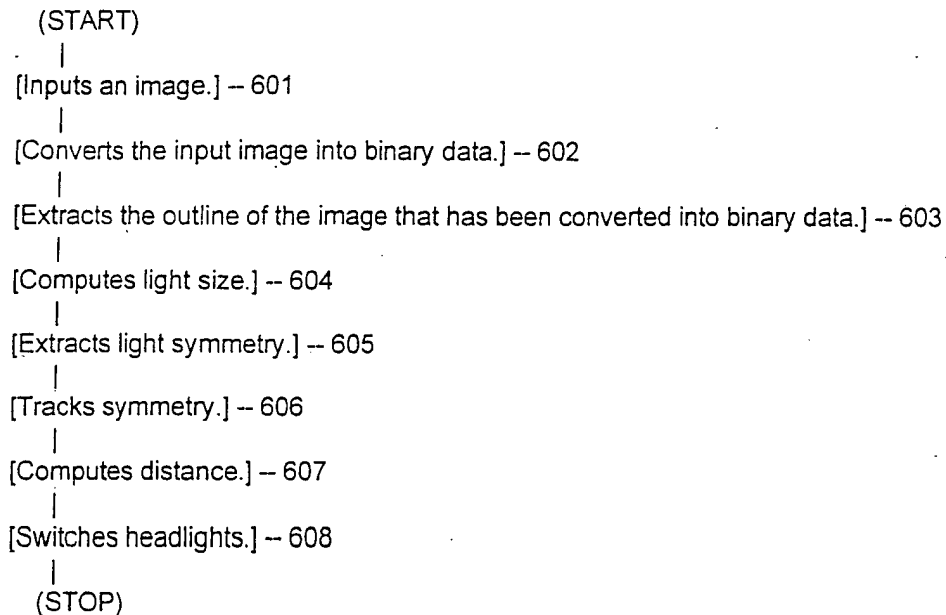 (START)
[Inputs an image.] -- 601
[Converts the input image into binary data.] -- 602
[Extracts the outline of the image that has been converted into binary data.] -- 603
[Computes light size.] -- 604
[Extracts light symmetry.] -- 605
[Tracks symmetry.] -- 606
[Computes distance.] -- 607
[Switches headlights.] -- 608
(STOP)